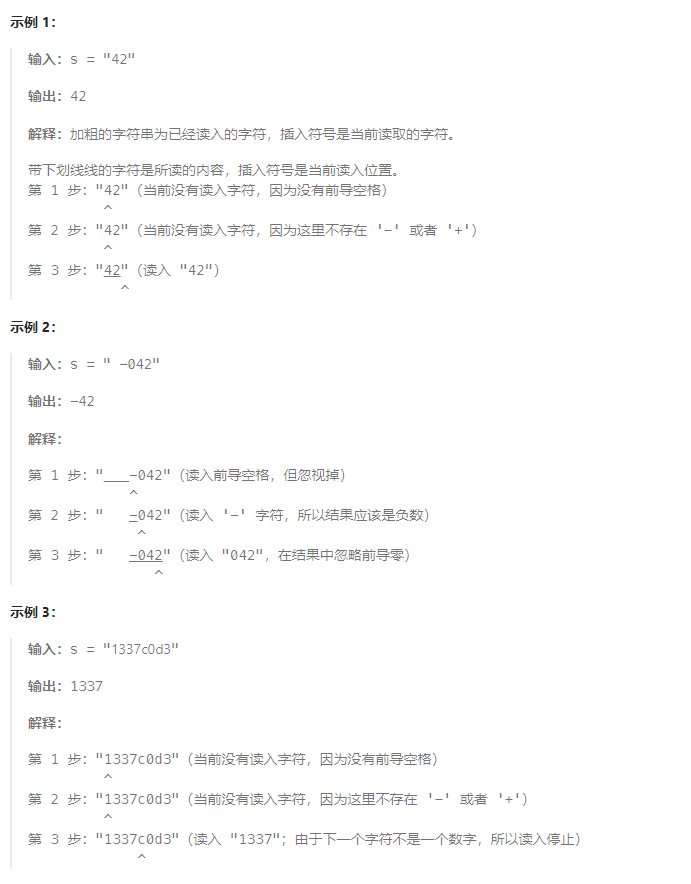 示例 1：
输入：s = "42"
输出：42
解释：加粗的字符串为已经读入的字符，插入符号是当前读取的字符。
带下划线线的字符是所读的内容，插入符号是当前读入位置。
第 1 步："42"（当前没有读入字符，因为没有前导空格）
^
第 2 步："42"（当前没有读入字符，因为这里不存在 '-' 或者 '+'）
^
第 3 步："42"（读入 "42"）
^
示例 2：
输入：s = " -042"
输出：-42
解释：
第 1 步："___-042"（读入前导空格，但忽视掉）
^
第 2 步："   -042"（读入 '-' 字符，所以结果应该是负数）
^
第 3 步："   -042"（读入 "042"，在结果中忽略前导零）
^
示例 3：
输入：s = "1337c0d3"
输出：1337
解释：
第 1 步："1337c0d3"（当前没有读入字符，因为没有前导空格）
^
第 2 步："1337c0d3"（当前没有读入字符，因为这里不存在 '-' 或者 '+'）
^
第 3 步："1337c0d3"（读入 "1337"；由于下一个字符不是一个数字，所以读入停止）
^